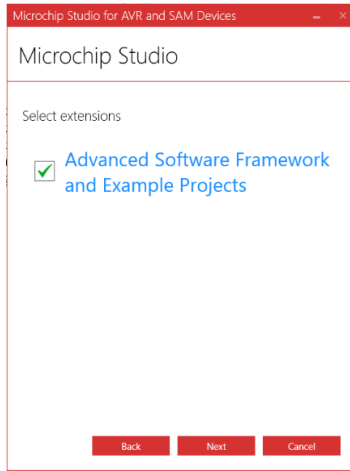 Microchip Studio for AVR and SAM Devices
Microchip Studio
Select extensions
Advanced Software Framework
and Example Projects
Back Next Cancel